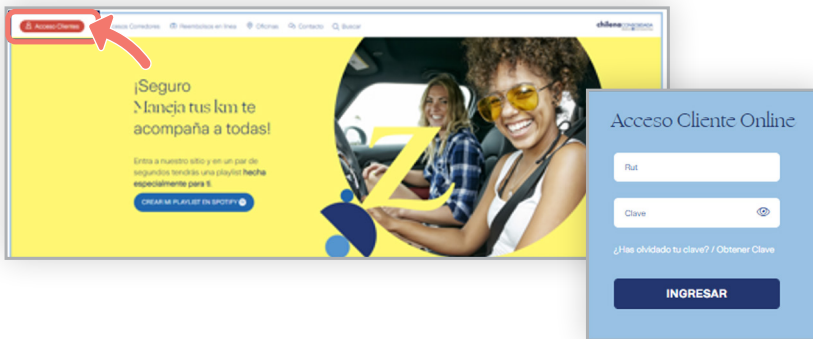 Acceso Clientes
Corredores
Reembolsos en línea
Oficinas
Contacto
Buscar
chilena CONSOLIDADA
¡Seguro
Maneja tus km te
acompaña a todas!
Entra a nuestro sitio y en un par de
segundos tendrás una playlist hecha
especialmente para ti.
CREAR MI PLAYLIST EN SPOTIFY
Z
Acceso Cliente Online
Rut
Clave
¿Has olvidado tu clave? / Obtener Clave
INGRESAR